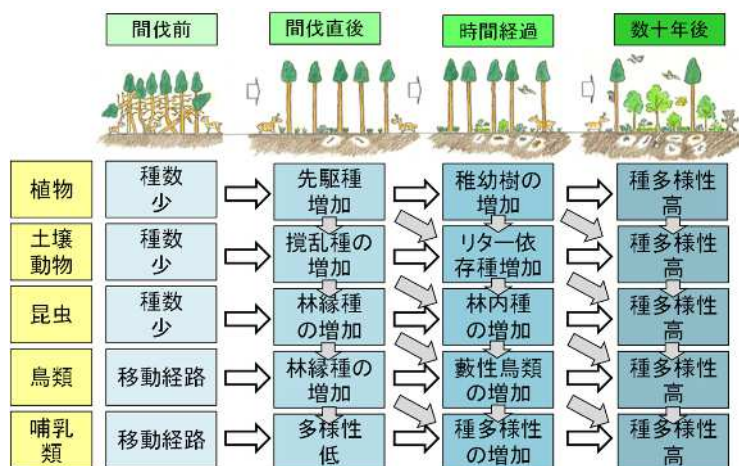 間伐前 間伐直後 時間経過 数十年後
植物 種数 先駆種 稚幼樹の 種多様性
少 増加 増加 高
土壌 種数 撹乱種の リター依 種多様性
動物 少 増加 存種増加 高
昆虫 種数 林縁種 林内種 種多様性
少 の増加 の増加 高
鳥類 移動経路 林縁種の 藪性鳥類 種多様性
増加 の増加 高
哺乳 移動経路 多様性 種多様性 種多様性
類 低 の増加 高